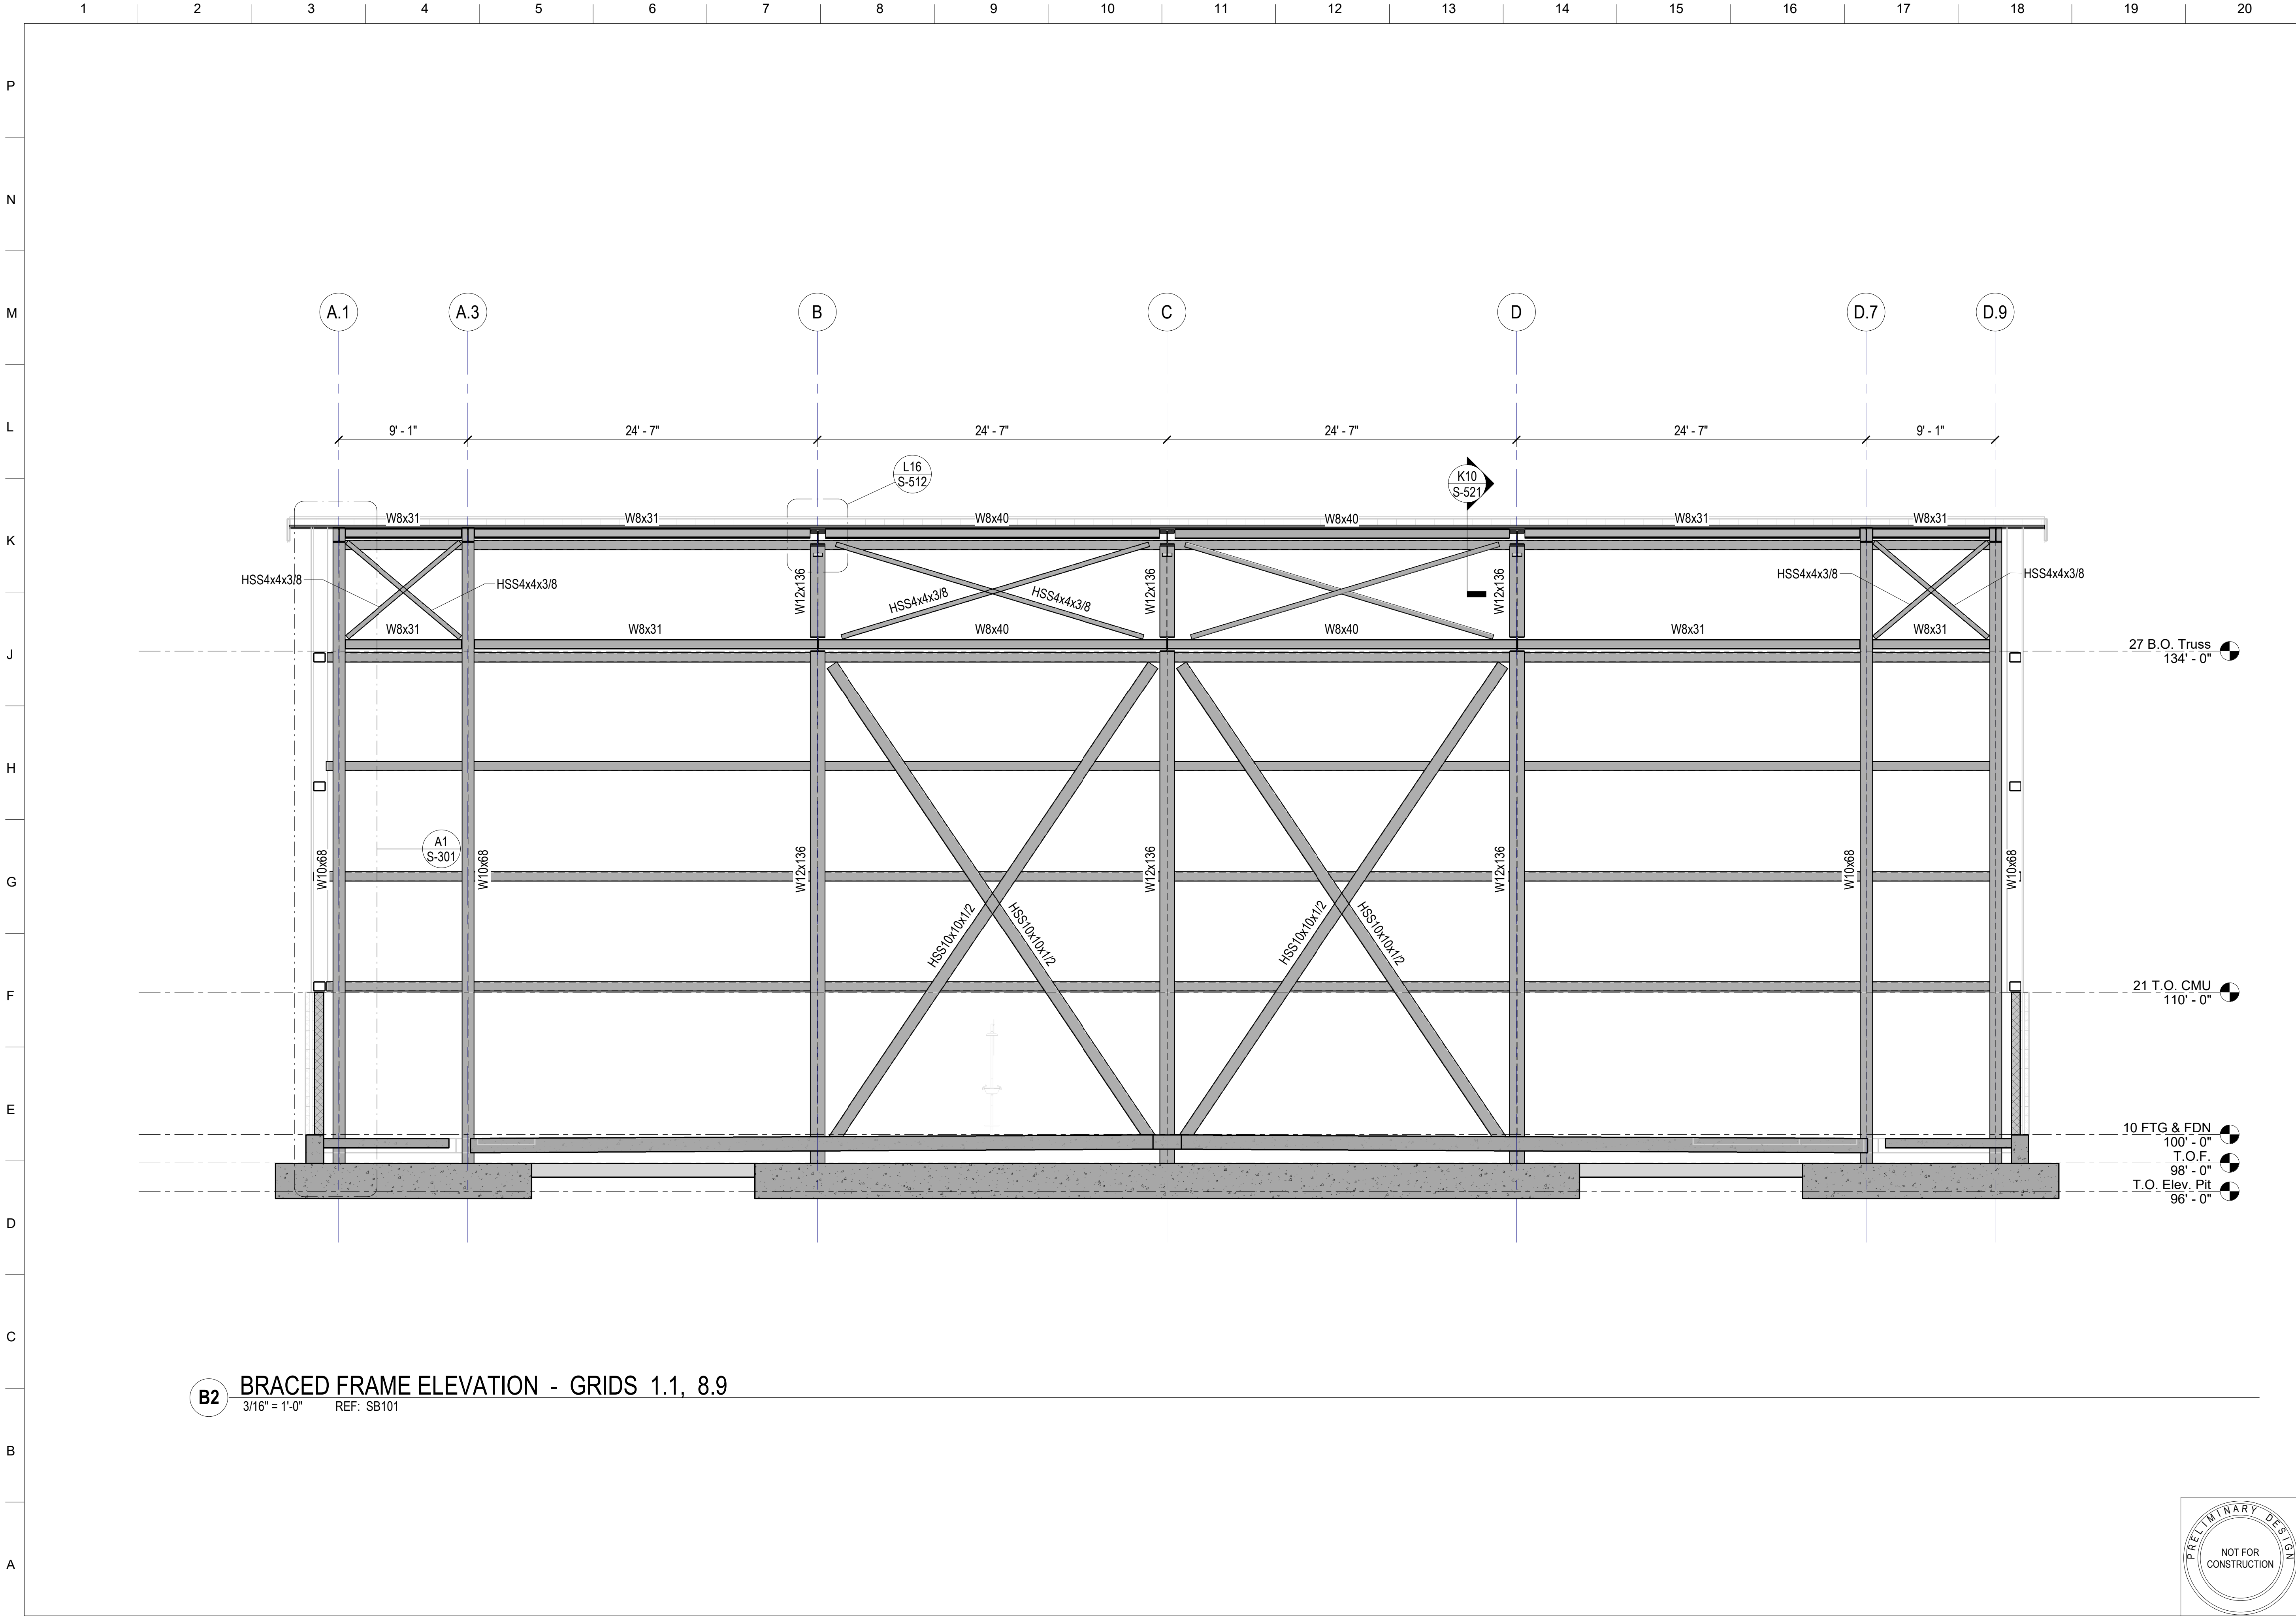 1 2 3 4 5 6 7 8 9 10 11 12 13 14 15 16 17 18 19 20
P
N
M
L
K
J
H
G
F
E
D
C
B
A
A.1 A.3 B C D D.7 D.9
9' - 1" 24' - 7" 24' - 7" 24' - 7" 24' - 7" 9' - 1"
L16
S-512
K10
S-521
W8x31 W8x31 W8x40 W8x40 W8x31 W8x31
HSS4x4x3/8 HSS4x4x3/8 W12x136 HSS4x4x3/8 HSS4x4x3/8 W12x136 W12x136 HSS4x4x3/8 HSS4x4x3/8
W8x31 W8x31 W8x40 W8x40 W8x31 W8x31
27 B.O. Truss
134' - 0"
A1
S-301
W10x68 W10x68 W12x136 W12x136 W12x136 W10x68 W10x68
HSS10x10x1/2 HSS10x10x1/2 HSS10x10x1/2 HSS10x10x1/2
21 T.O. CMU
110' - 0"
10 FTG & FDN
100' - 0"
T.O.F.
98' - 0"
T.O. Elev. Pit
96' - 0"
B2 BRACED FRAME ELEVATION - GRIDS 1.1, 8.9
3/16" = 1'-0" REF: SB101
PRELIMINARY DESIGN
NOT FOR
CONSTRUCTION